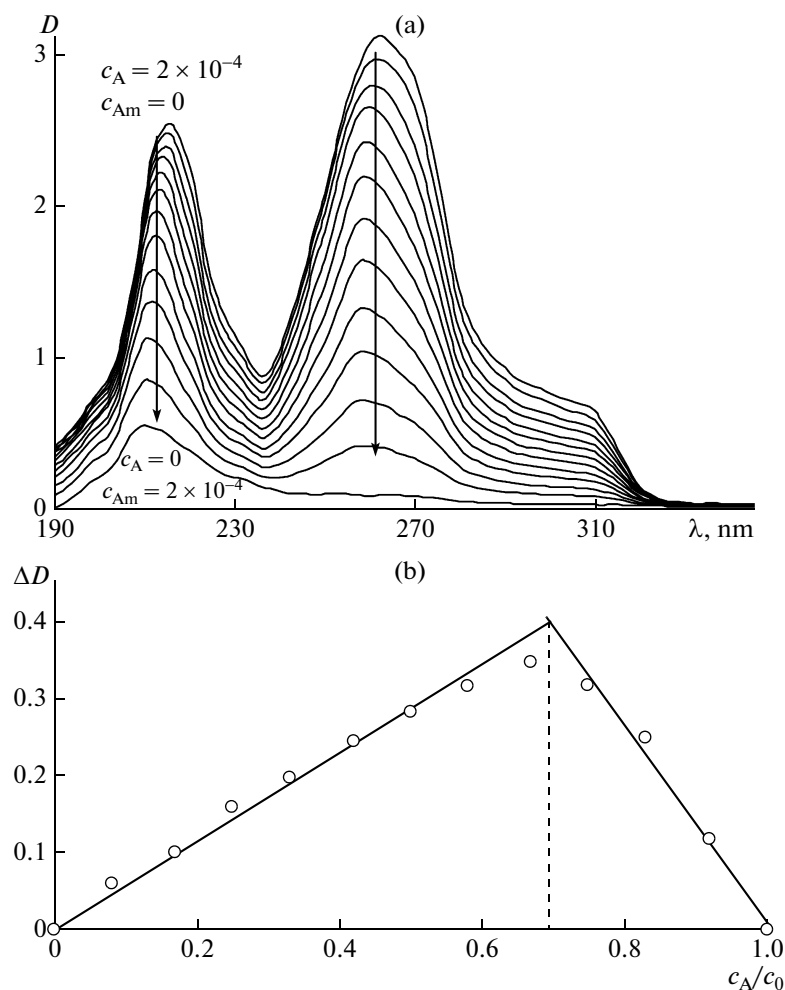 D
(a)
3
c_A = 2 × 10^–4
c_Am = 0
2
1
c_A = 0
c_Am = 2 × 10^–4
0
190 230 270 310 λ, nm
(b)
ΔD
0.4
0.3
0.2
0.1
0
0 0.2 0.4 0.6 0.8 1.0
c_A/c_0